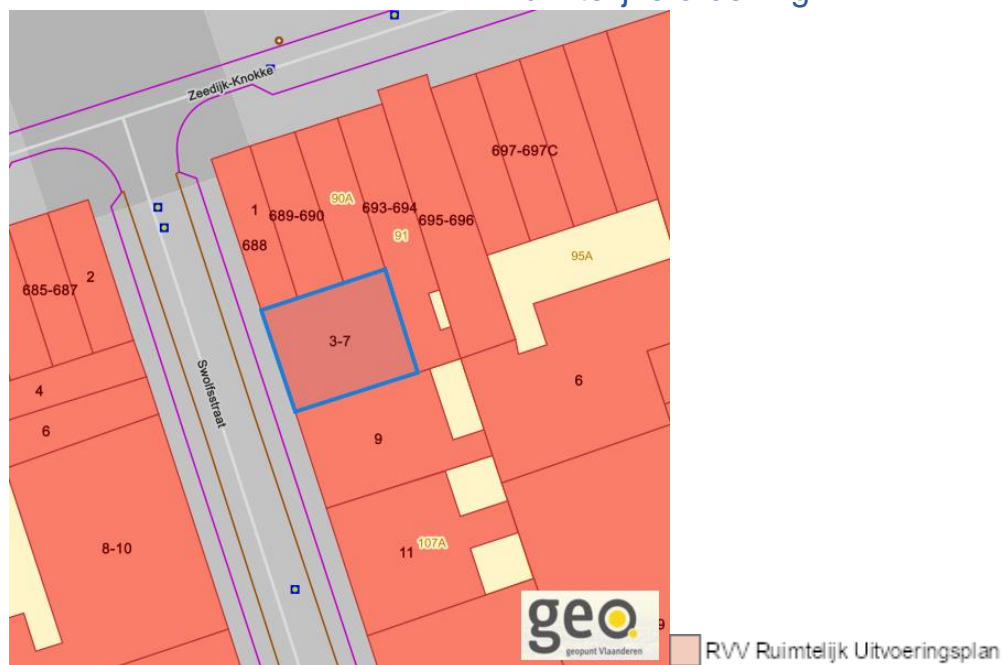 Zeedijk-Knokke
697-697C
90A
693-694
1
689-690
695-696
91
688
95A
2
685-687
3-7
Swolfsstraat
4
6
6
9
8-10
11
107A
geo
geopunt Vlaanderen
9
RVV Ruimtelijk Uitvoeringsplan